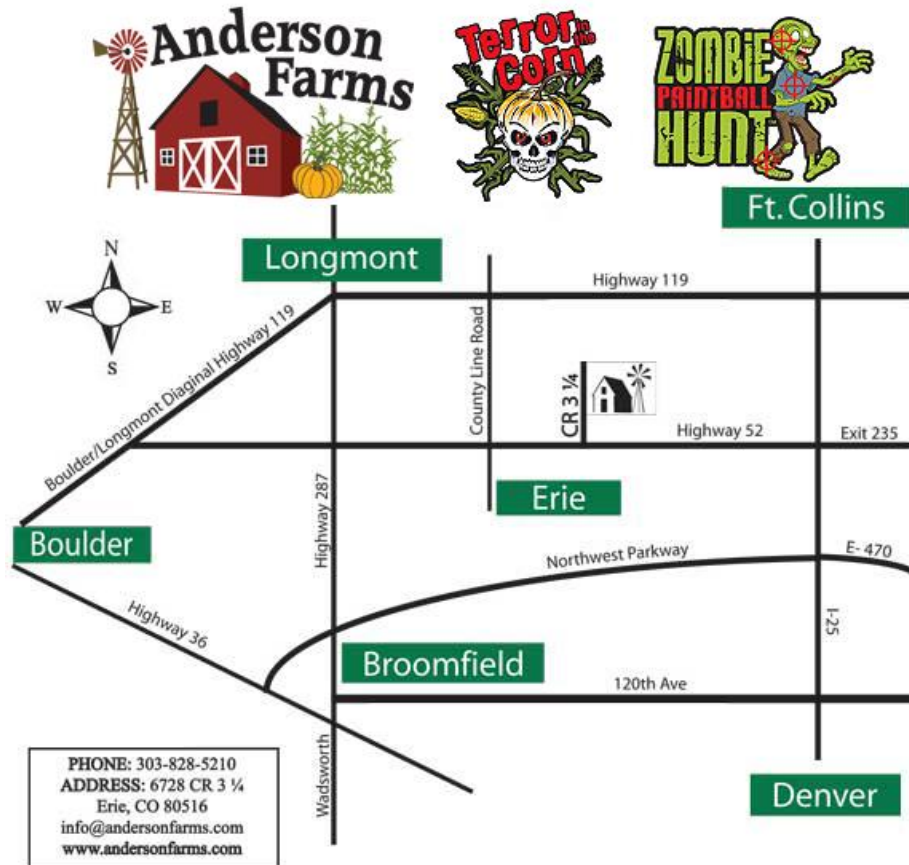 Anderson
Farms
Terror in the
Corn
ZOMBIE
PAINTBALL
HUNT
Ft. Collins
Longmont
N
W
E
S
Highway 119
Boulder/Longmont Diaginal Highway 119
County Line Road
CR 3 ¼
Highway 52
Exit 235
Highway 287
Erie
Boulder
Northwest Parkway
E- 470
Highway 36
I-25
Broomfield
120th Ave
Wadsworth
Denver
PHONE: 303-828-5210
ADDRESS: 6728 CR 3 ¼
Erie, CO 80516
info@andersonfarms.com
www.andersonfarms.com